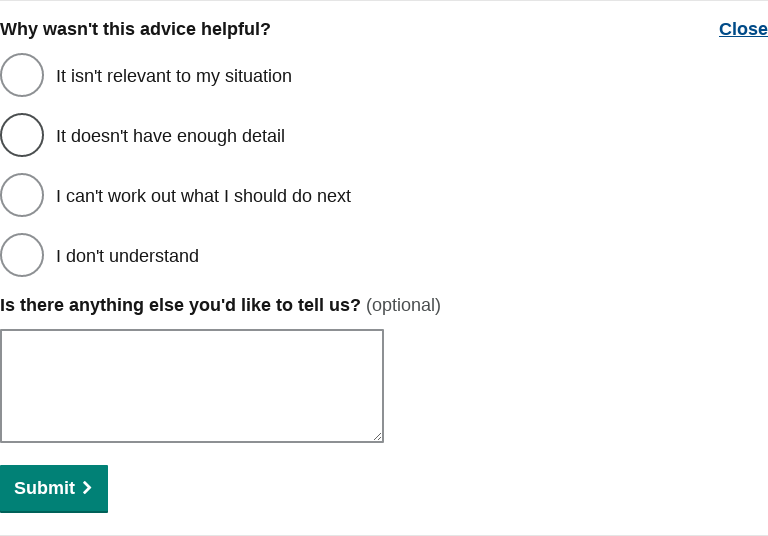 Why wasn't this advice helpful?
Close
It isn't relevant to my situation
It doesn't have enough detail
I can't work out what I should do next
I don't understand
Is there anything else you'd like to tell us? (optional)
Submit